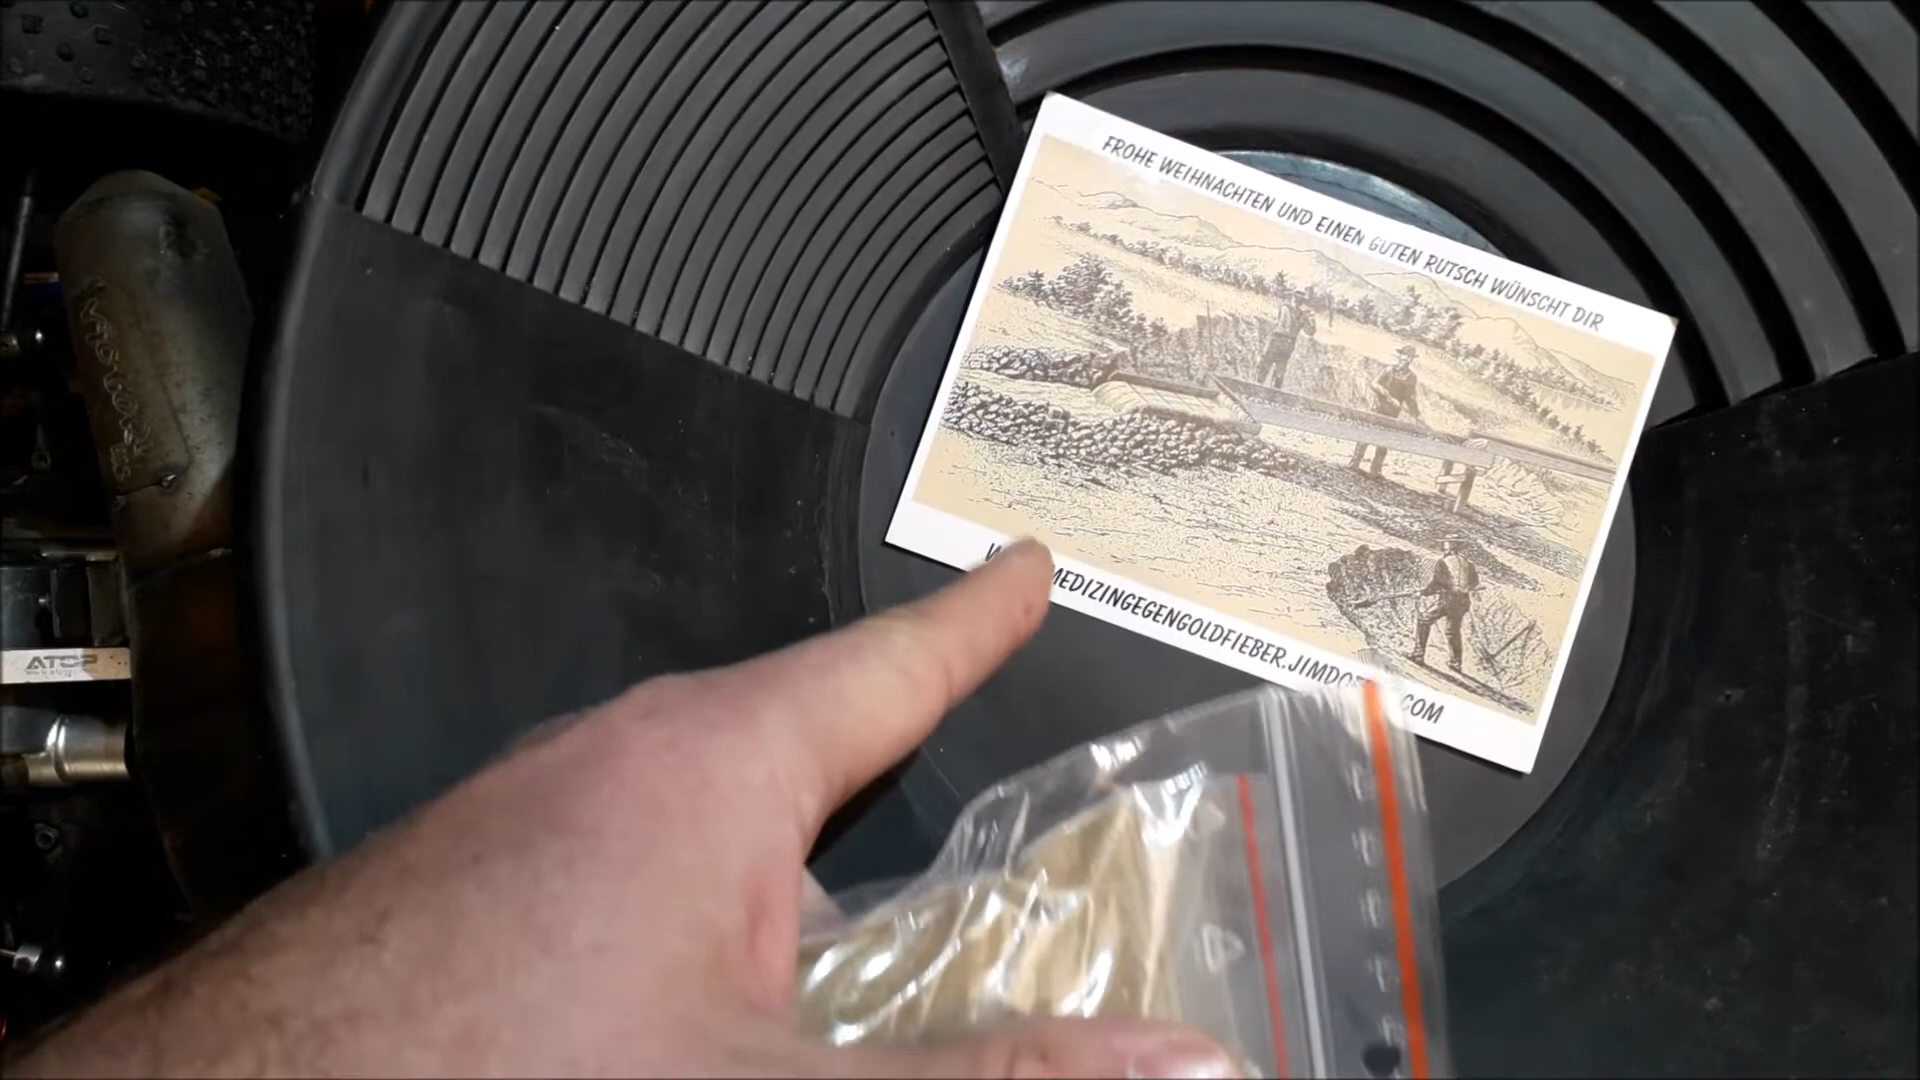 FROHE WEIHNACHTEN UND EINEN GUTEN RUTSCH WÜNSCHT DIR
MEDIZINGEGENGOLDFIEBER.JIMDO
.COM
ATOP